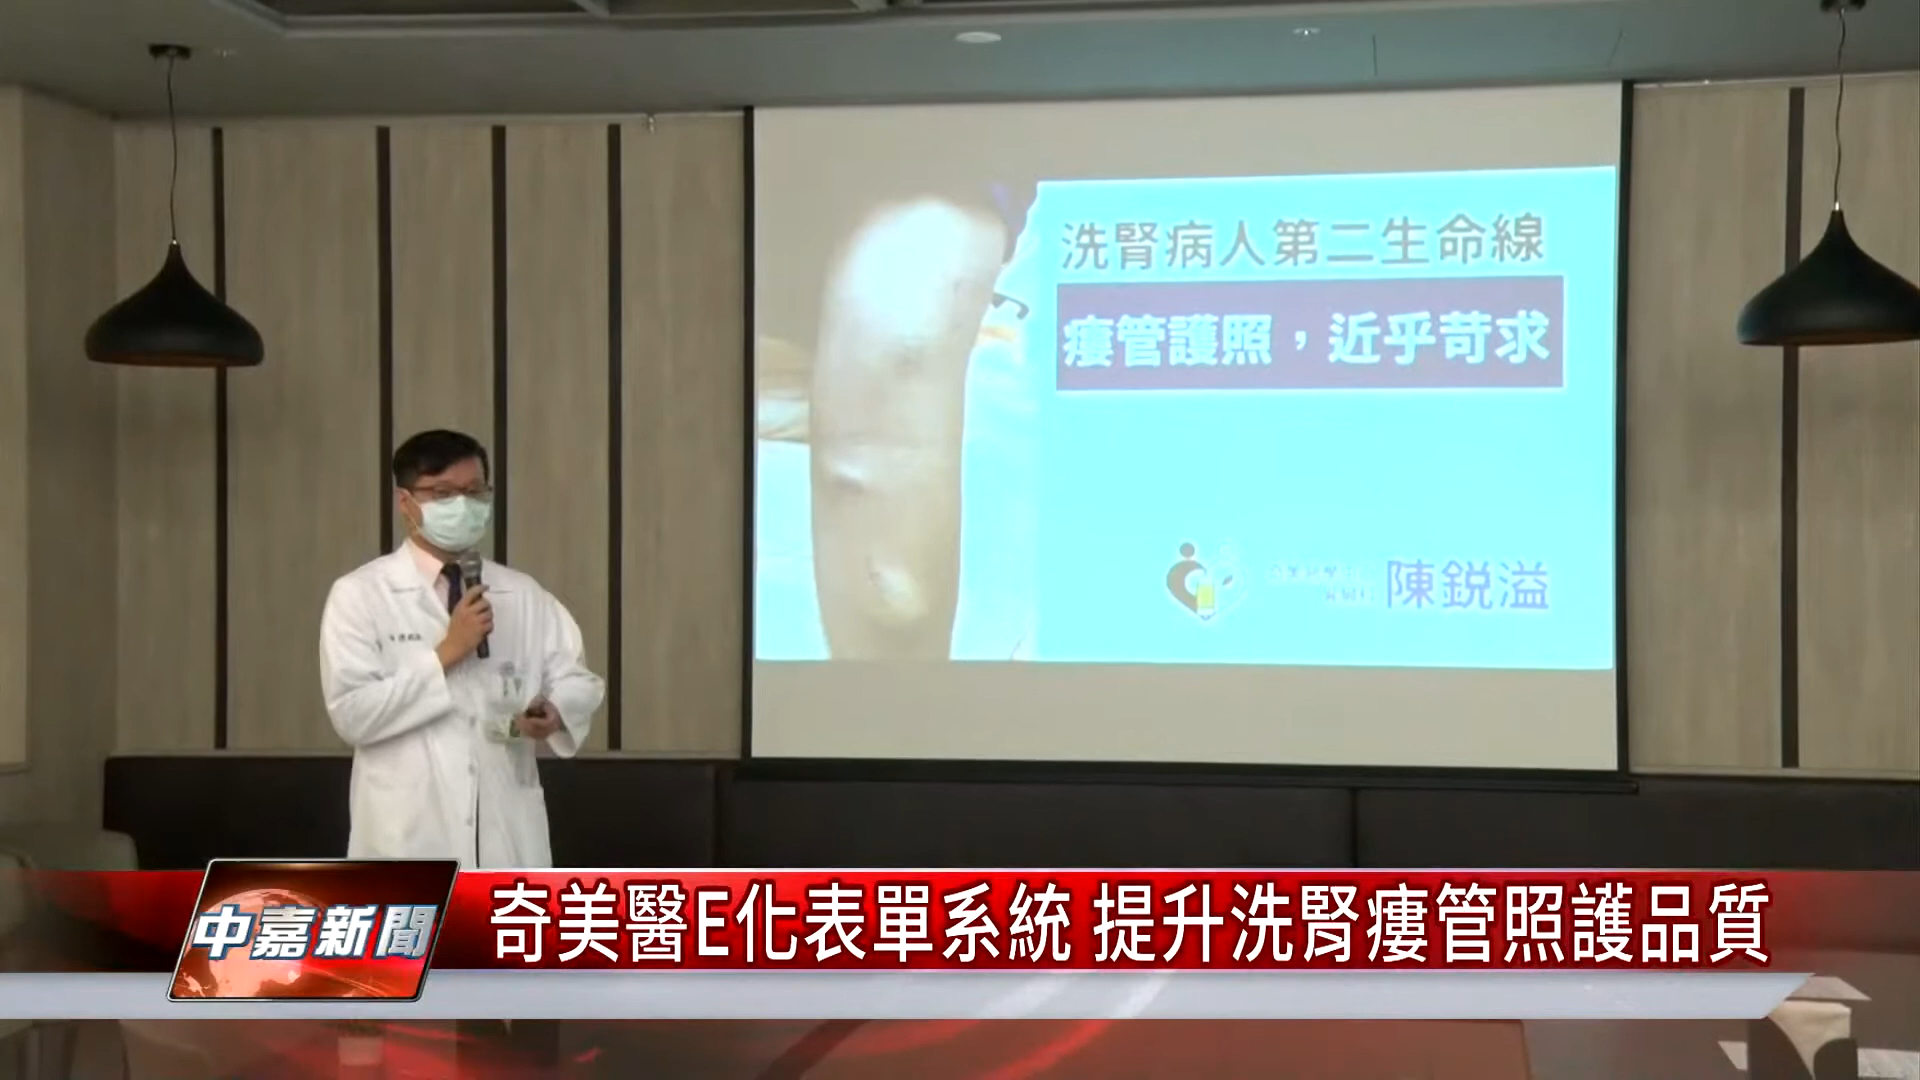 洗腎病人第二生命線
瘻管護照，近乎苛求
陳銳溢
中嘉新聞
奇美醫E化表單系統 提升洗腎瘻管照護品質